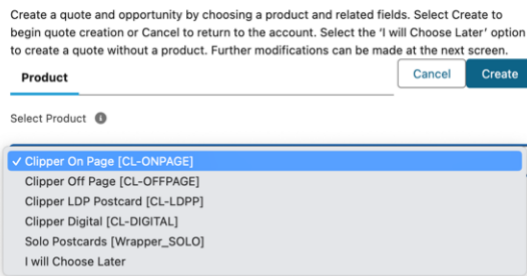 Create a quote and opportunity by choosing a product and related fields. Select Create to
begin quote creation or Cancel to return to the account. Select the 'I will Choose Later' option
to create a quote without a product. Further modifications can be made at the next screen.
Product
Cancel
Create
Select Product
✓ Clipper On Page [CL-ONPAGE]
Clipper Off Page [CL-OFFPAGE]
Clipper LDP Postcard [CL-LDPP]
Clipper Digital [CL-DIGITAL]
Solo Postcards [Wrapper_SOLO]
I will Choose Later